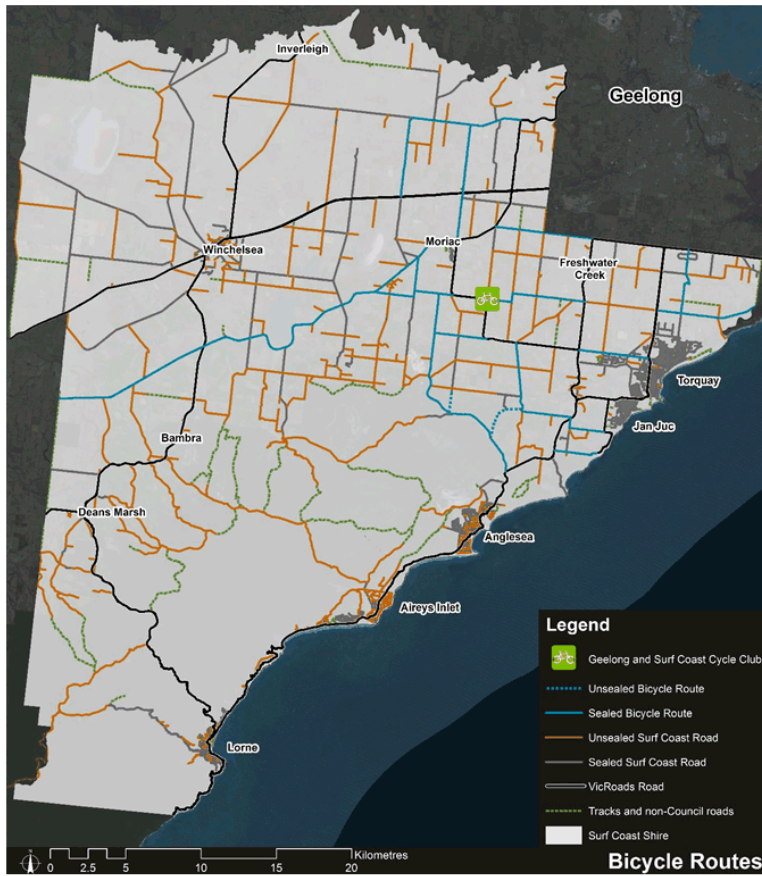 Inverleigh
Geelong
Winchelsea
Moriac
Freshwater
Creek
Torquay
Jan Juc
Bambra
Deans Marsh
Anglesea
Aireys Inlet
Lorne
Legend
Geelong and Surf Coast Cycle Club
Unsealed Bicycle Route
Sealed Bicycle Route
Unsealed Surf Coast Road
Sealed Surf Coast Road
VicRoads Road
Tracks and non-Council roads
Surf Coast Shire
Kilometres
0 2.5 5 10 15 20
Bicycle Routes